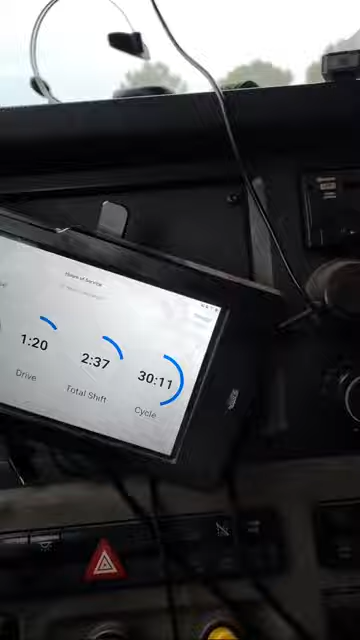 Hours of Service
1:20
2:37
30:11
Drive
Total Shift
Cycle